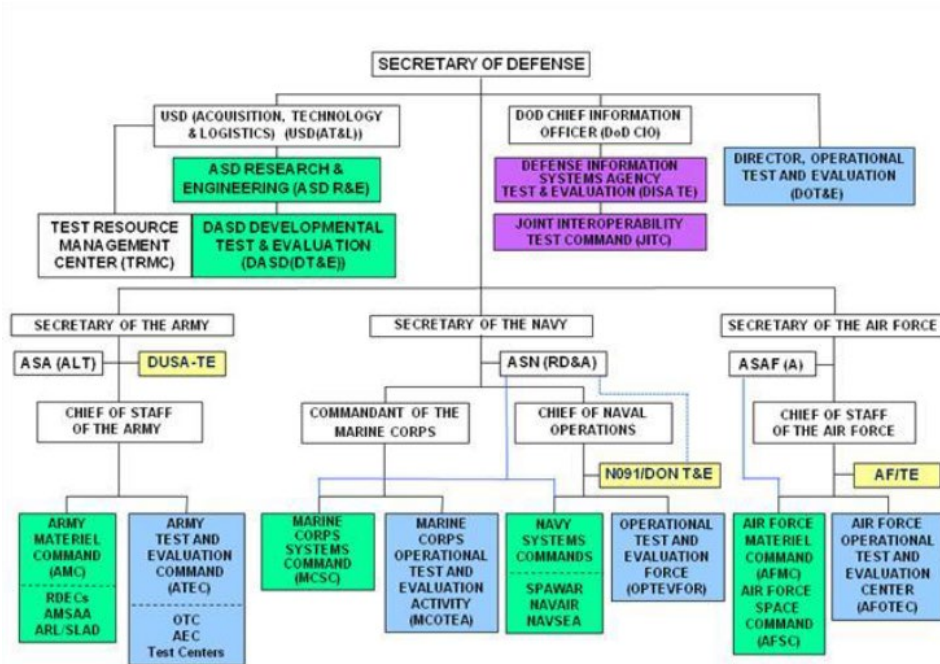 SECRETARY OF DEFENSE
USD (ACQUISITION, TECHNOLOGY
& LOGISTICS) (USD(AT&L))
DOD CHIEF INFORMATION
OFFICER (DoD CIO)
ASD RESEARCH &
ENGINEERING (ASD R&E)
DEFENSE INFORMATION
SYSTEMS AGENCY
TEST & EVALUATION (DISA TE)
DIRECTOR, OPERATIONAL
TEST AND EVALUATION
(DOT&E)
TEST RESOURCE
MANAGEMENT
CENTER (TRMC)
DASD DEVELOPMENTAL
TEST & EVALUATION
(DASD(DT&E))
JOINT INTEROPERABILITY
TEST COMMAND (JITC)
SECRETARY OF THE ARMY
SECRETARY OF THE NAVY
SECRETARY OF THE AIR FORCE
ASA (ALT)
DUSA-TE
ASN (RD&A)
ASAF (A)
CHIEF OF STAFF
OF THE ARMY
COMMANDANT OF THE
MARINE CORPS
CHIEF OF NAVAL
OPERATIONS
CHIEF OF STAFF
OF THE AIR FORCE
N091/DON T&E
AF/TE
ARMY
MATERIEL
COMMAND
(AMC)
RDECs
AMSAA
ARL/SLAD
ARMY
TEST AND
EVALUATION
COMMAND
(ATEC)
OTC
AEC
Test Centers
MARINE
CORPS
SYSTEMS
COMMAND
(MCSC)
MARINE
CORPS
OPERATIONAL
TEST AND
EVALUATION
ACTIVITY
(MCOTEA)
NAVY
SYSTEMS
COMMANDS
SPAWAR
NAVAIR
NAVSEA
OPERATIONAL
TEST AND
EVALUATION
FORCE
(OPTEVFOR)
AIR FORCE
MATERIEL
COMMAND
(AFMC)
AIR FORCE
SPACE
COMMAND
(AFSC)
AIR FORCE
OPERATIONAL
TEST AND
EVALUATION
CENTER
(AFOTEC)